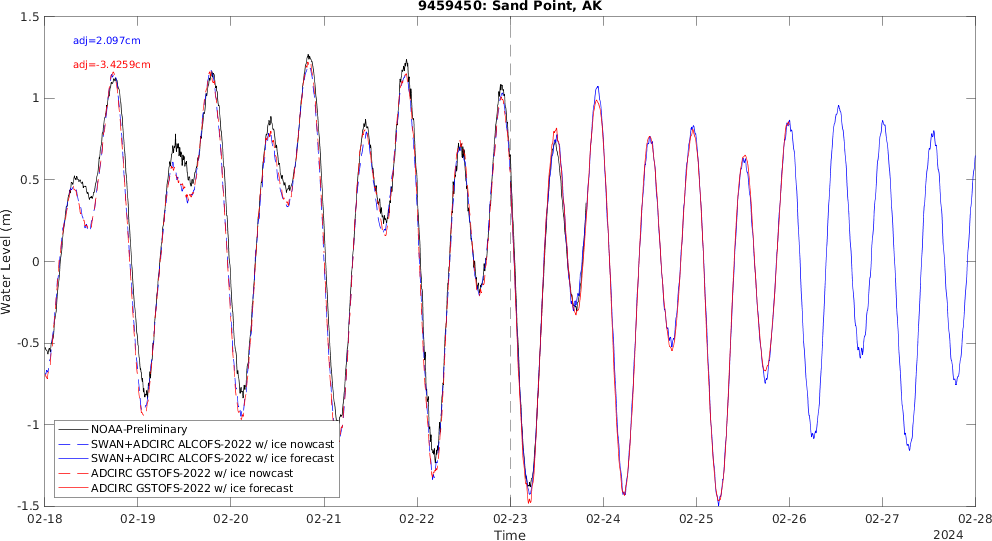 9459450: Sand Point, AK
adj=2.097cm
adj=-3.4259cm
Water Level (m)
1.5
1
0.5
0
-0.5
-1
-1.5
NOAA-Preliminary
SWAN+ADCIRC ALCOFS-2022 w/ ice nowcast
SWAN+ADCIRC ALCOFS-2022 w/ ice forecast
ADCIRC GSTOFS-2022 w/ ice nowcast
ADCIRC GSTOFS-2022 w/ ice forecast
02-18 02-19 02-20 02-21 02-22 02-23 02-24 02-25 02-26 02-27 02-28
Time
2024